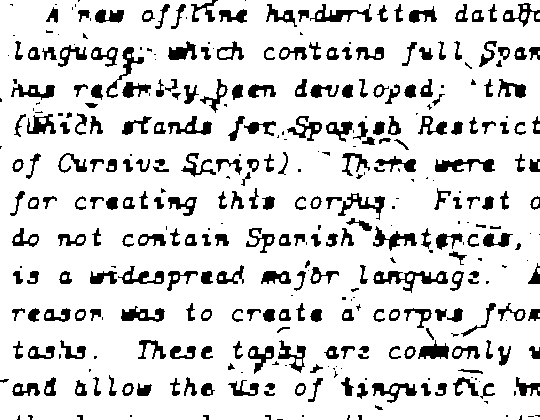 A new offline handwritten datab
language, which contains full Span
has recently been developed: the
(which stands for Spanish Restrict
of Cursive Script). There were tw
for creating this corpus. First o
do not contain Spanish sentences,
is a widespread major language. A
reason was to create a corpus from
tasks. These tasks are commonly u
and allow the use of linguistic kn